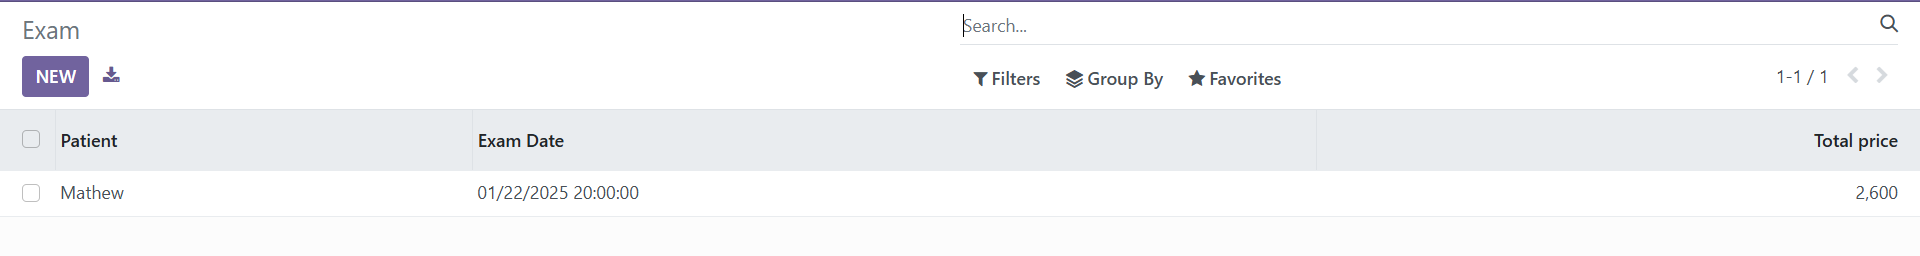 Exam
Search...
NEW
Filters Group By Favorites
1-1 / 1
Patient Exam Date Total price
Mathew 01/22/2025 20:00:00 2,600